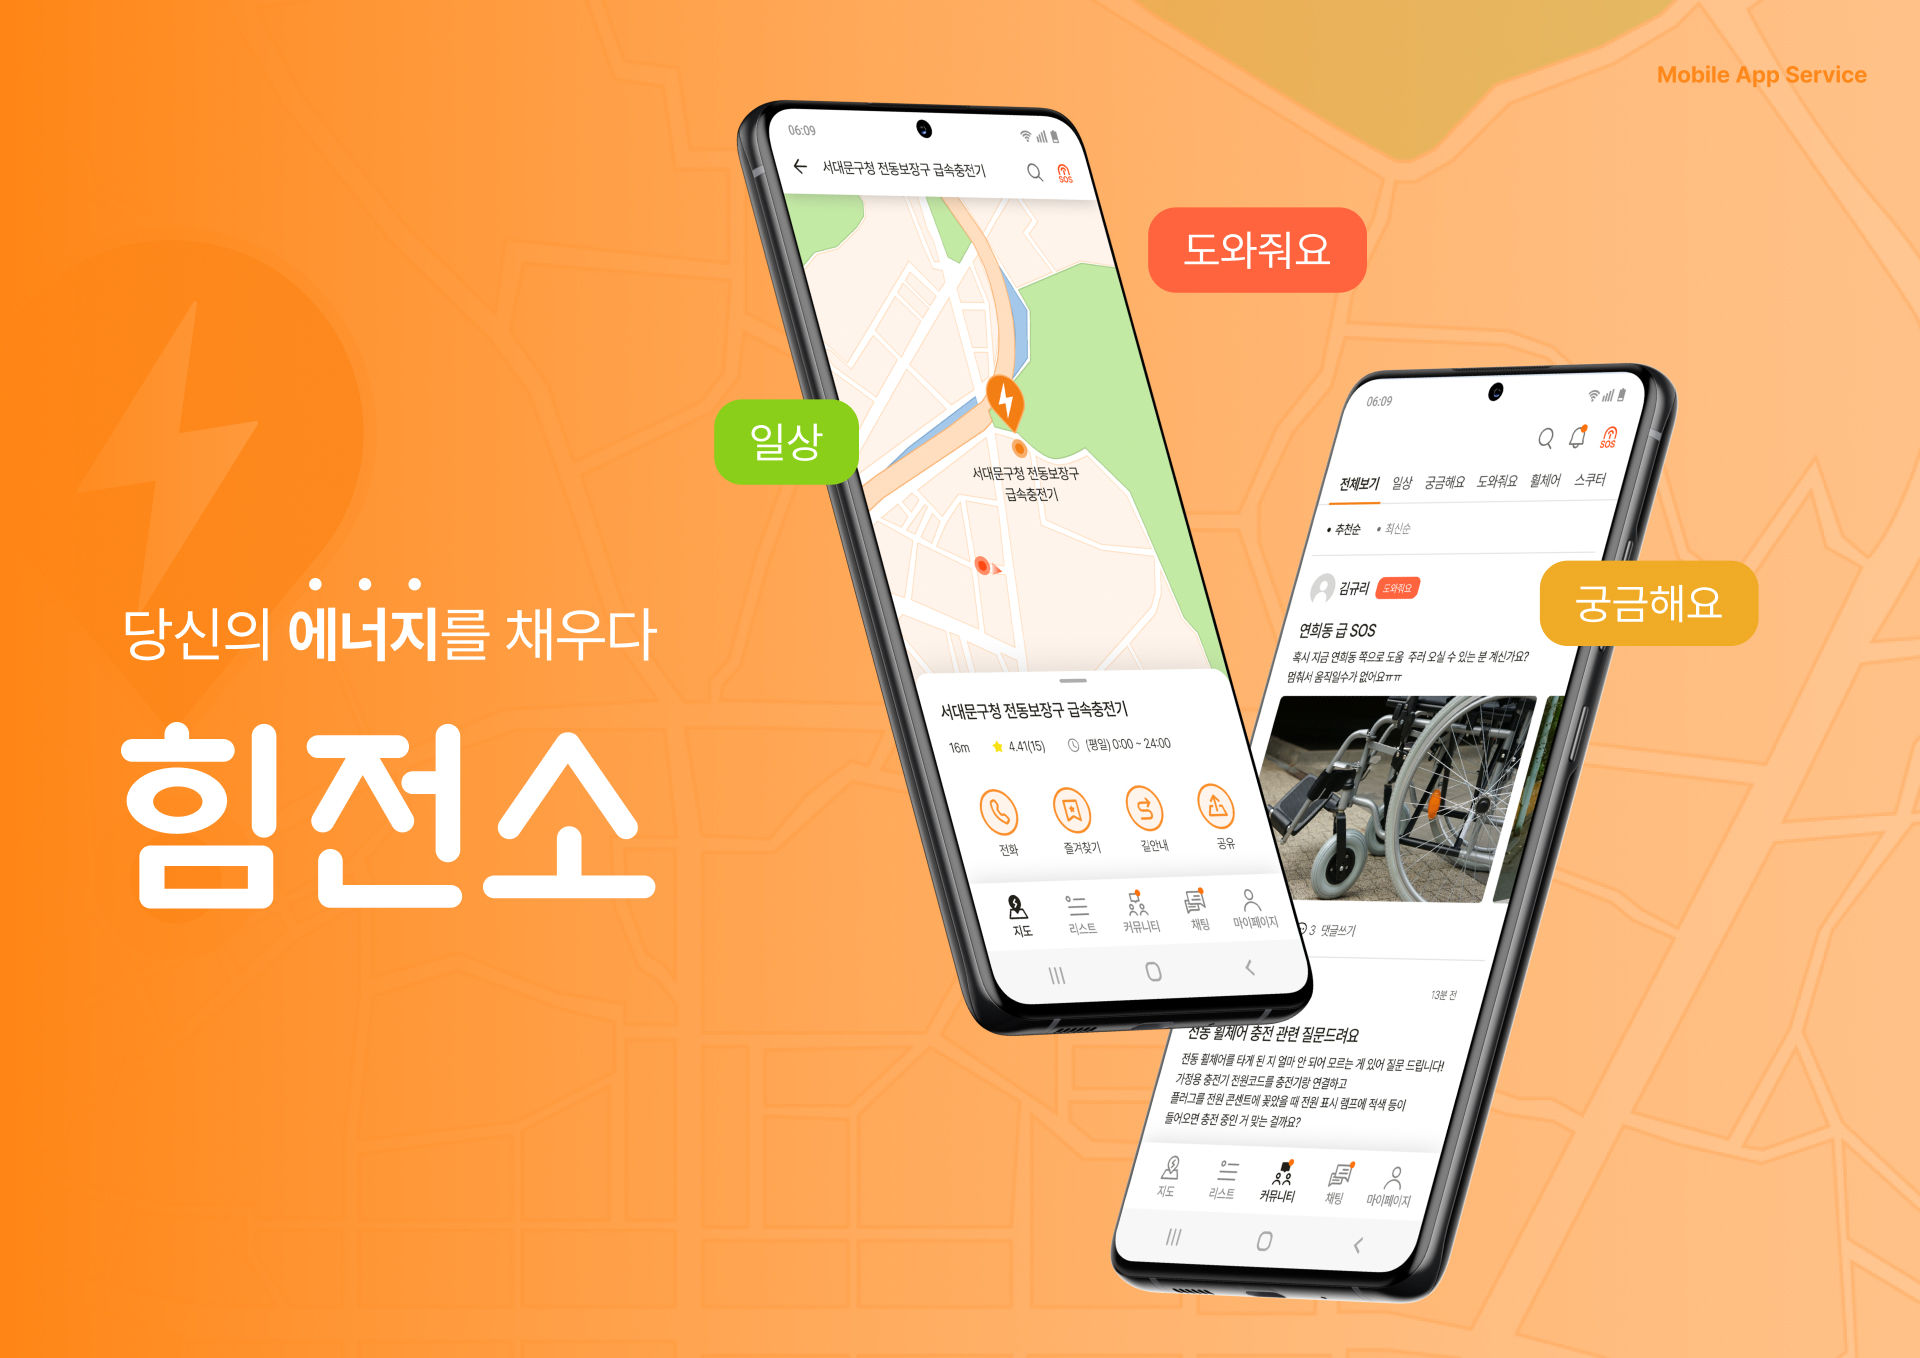 Mobile App Service
당신의 에너지를 채우다
힘전소
도와줘요
일상
궁금해요
06:09
서대문구청 전동보장구 급속충전기
SOS
서대문구청 전동보장구
급속충전기
서대문구청 전동보장구 급속충전기
16m 4.41(15) (평일) 0:00 ~ 24:00
전화 즐겨찾기 길안내 공유
지도 리스트 커뮤니티 채팅 마이페이지
06:09
SOS
전체보기 일상 궁금해요 도와줘요 휠체어 스쿠터
• 추천순 • 최신순
김규리 도와줘요
연희동 급 SOS
혹시 지금 연희동 쪽으로 도움 주러 오실 수 있는 분 계신가요?
멈춰서 움직일수가 없어요ㅠㅠ
3 댓글쓰기
13분 전
전동 휠체어 충전 관련 질문드려요
전동 휠체어를 타게 된 지 얼마 안 되어 모르는 게 있어 질문 드립니다!
가정용 충전기 전원코드를 충전기랑 연결하고
플러그를 전원 콘센트에 꽂았을 때 전원 표시 램프에 적색 등이
들어오면 충전 중인 거 맞는 걸까요?
지도 리스트 커뮤니티 채팅 마이페이지